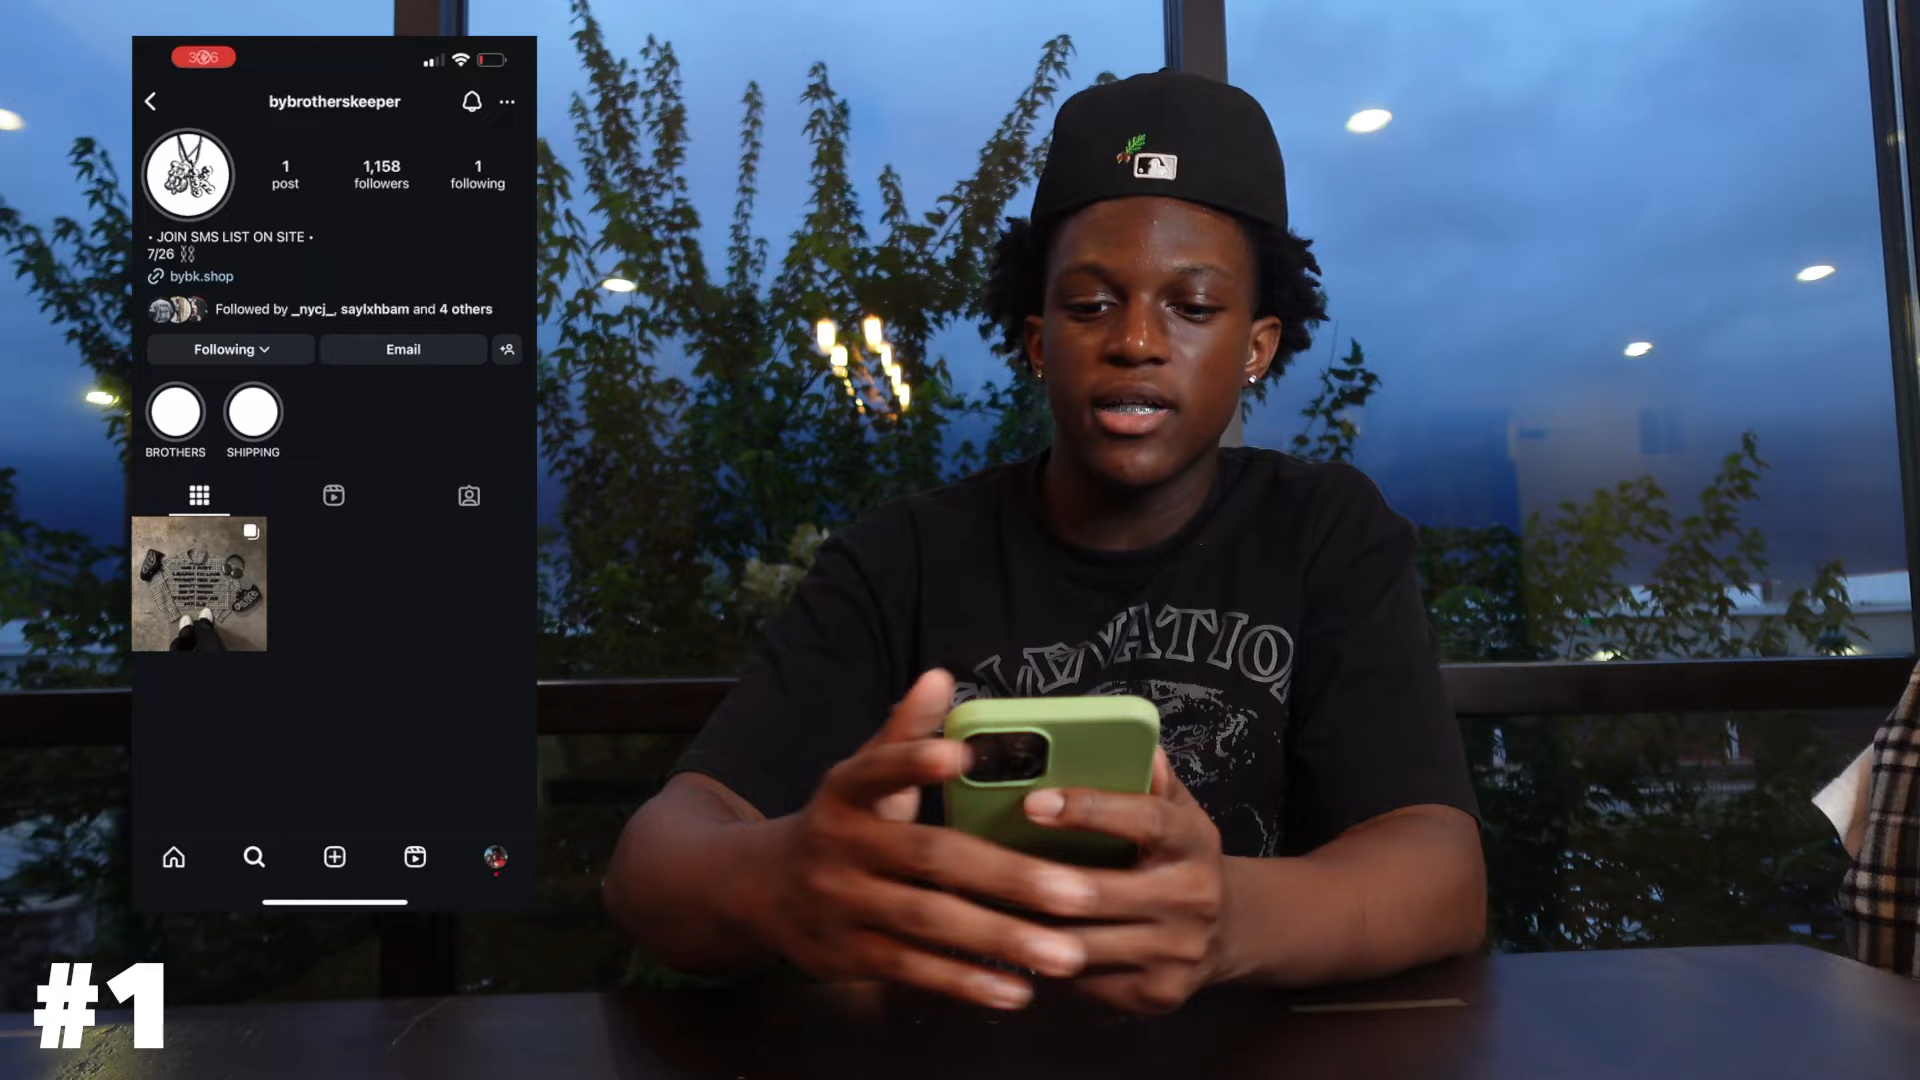 3:06
bybrotherskeeper
1
post
1,158
followers
1
following
• JOIN SMS LIST ON SITE •
7/26
bybk.shop
Followed by _nycj_, saylxhbam and 4 others
Following
Email
BROTHERS
SHIPPING
ELEVATION
#1